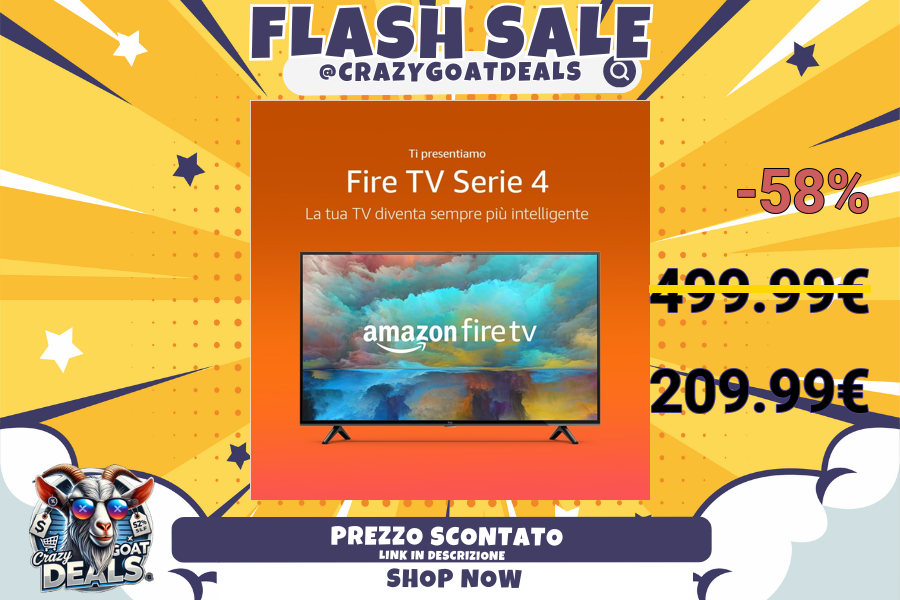 FLASH SALE
@CRAZYGOATDEALS
Ti presentiamo
Fire TV Serie 4
La tua TV diventa sempre più intelligente
-58%
499.99€
amazon fire tv
209.99€
$
52%
Crazy
GOAT
DEALS
PREZZO SCONTATO
LINK IN DESCRIZIONE
SHOP NOW